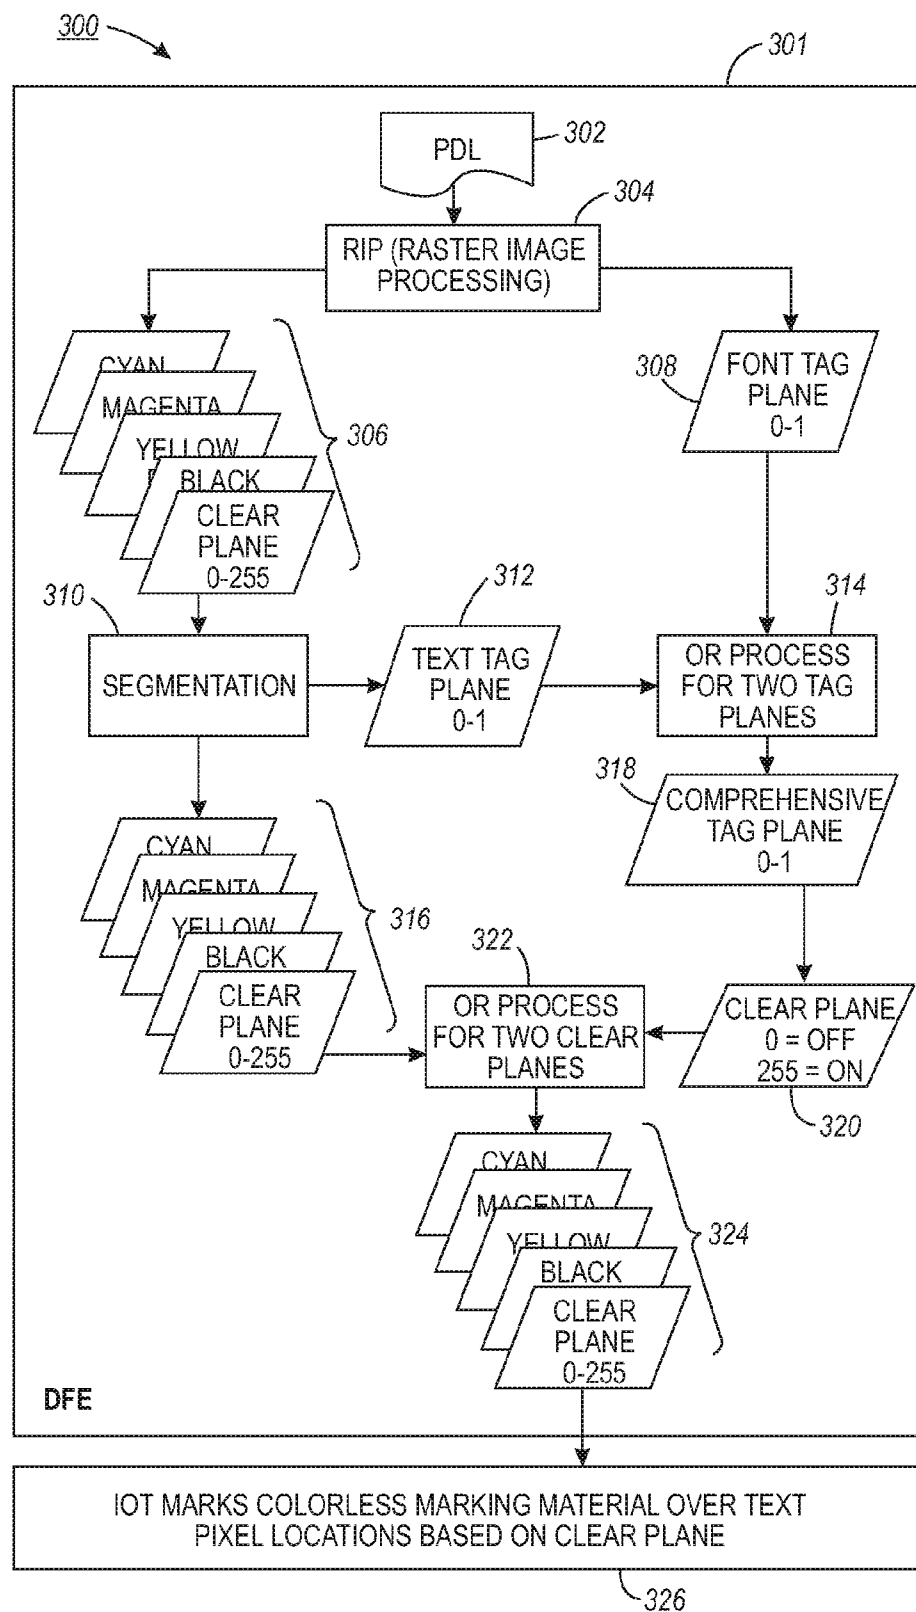 300
301
PDL
302
304
RIP (RASTER IMAGE
PROCESSING)
CYAN
MAGENTA
YELLOW
BLACK
CLEAR
PLANE
0-255
306
308
FONT TAG
PLANE
0-1
310
312
314
SEGMENTATION
TEXT TAG
PLANE
0-1
OR PROCESS
FOR TWO TAG
PLANES
318
COMPREHENSIVE
TAG PLANE
0-1
CYAN
MAGENTA
YELLOW
BLACK
CLEAR
PLANE
0-255
316
322
OR PROCESS
FOR TWO CLEAR
PLANES
CLEAR PLANE
0 = OFF
255 = ON
320
CYAN
MAGENTA
YELLOW
BLACK
CLEAR
PLANE
0-255
324
DFE
IOT MARKS COLORLESS MARKING MATERIAL OVER TEXT
PIXEL LOCATIONS BASED ON CLEAR PLANE
326